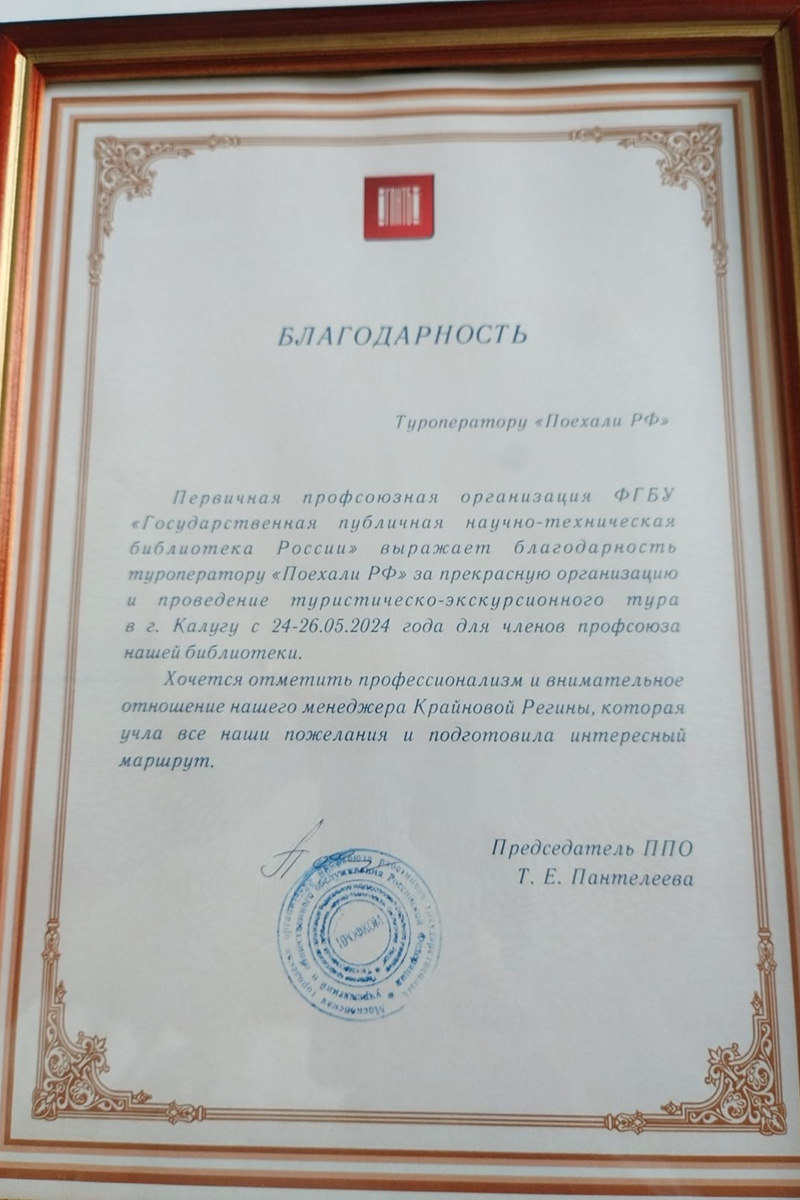 ГПНТБ
БЛАГОДАРНОСТЬ
Туроператору «Поехали РФ»
Первичная профсоюзная организация ФГБУ
«Государственная публичная научно-техническая
библиотека России» выражает благодарность
туроператору «Поехали РФ» за прекрасную организацию
и проведение туристическо-экскурсионного тура
в г. Калугу с 24-26.05.2024 года для членов профсоюза
нашей библиотеки.
Хочется отметить профессионализм и внимательное
отношение нашего менеджера Крайновой Регины, которая
учла все наши пожелания и подготовила интересный
маршрут.
Председатель ППО
Т. Е. Пантелеева